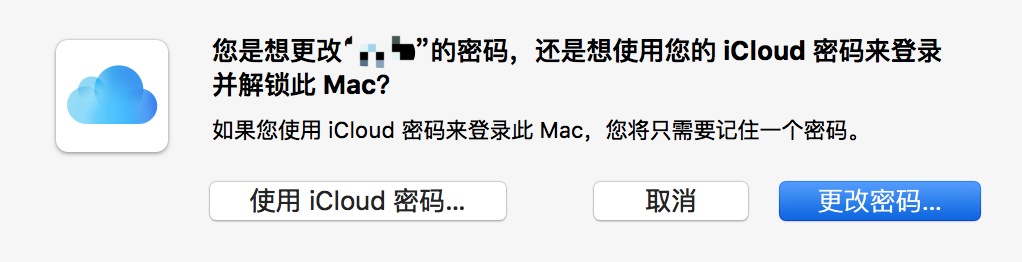 您是想更改“ ”的密码，还是想使用您的 iCloud 密码来登录
并解锁此 Mac？
如果您使用 iCloud 密码来登录此 Mac，您将只需要记住一个密码。
使用 iCloud 密码...
取消
更改密码...